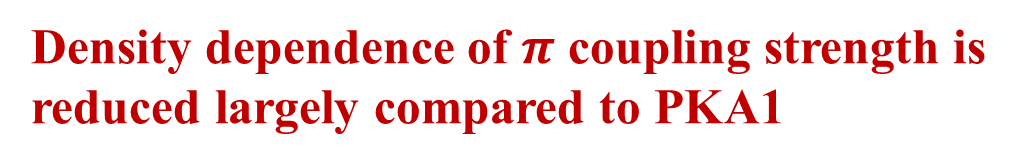 Density dependence of π coupling strength is
reduced largely compared to PKA1